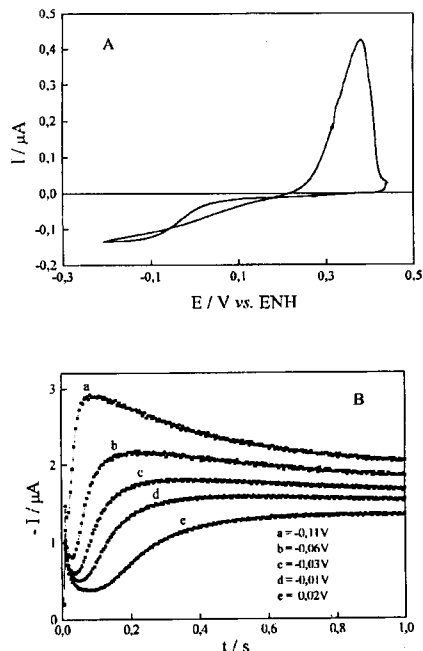 A
I / µA
0,5
0,4
0,3
0,2
0,1
0,0
-0,1
-0,2
-0,3 -0,1 0,1 0,3 0,5
E / V vs. ENH
B
- I / µA
3
2
1
0
a
b
c
d
e
a = -0,11V
b = -0,06V
c = -0,03V
d = -0,01V
e = 0,02V
0,0 0,2 0,4 0,6 0,8 1,0
t / s